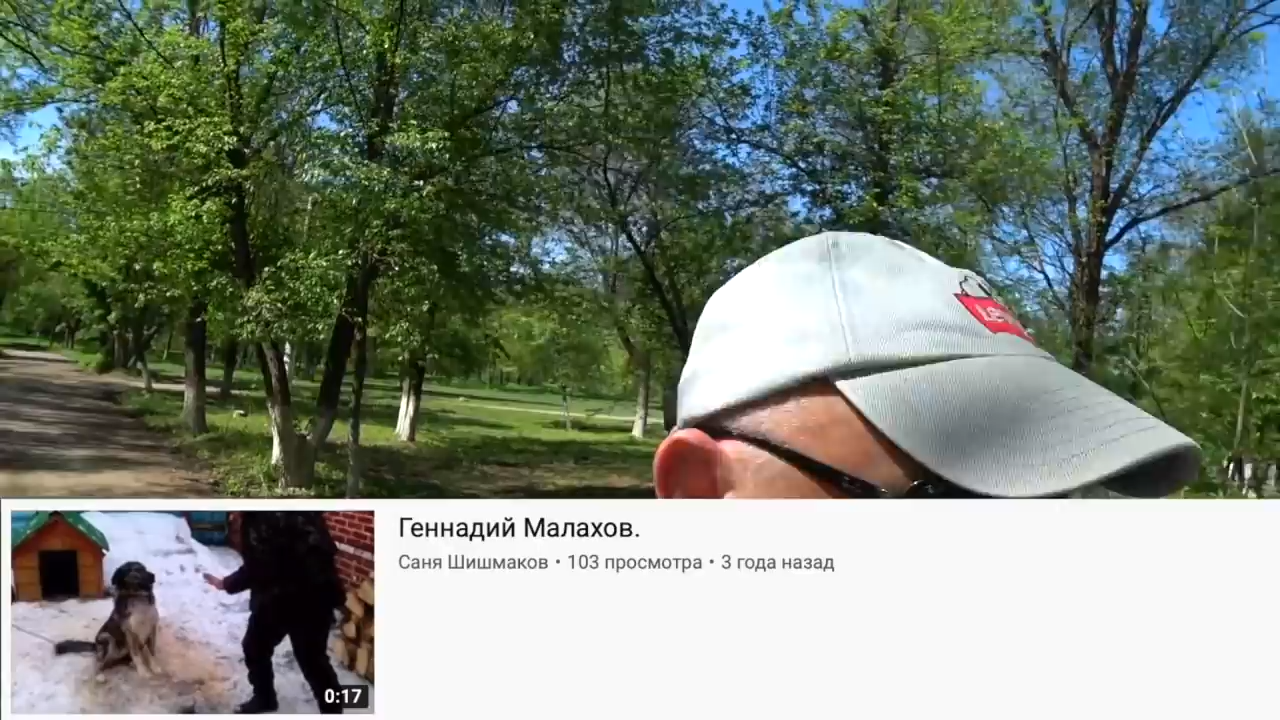 Геннадий Малахов.
Саня Шишмаков • 103 просмотра • 3 года назад
0:17